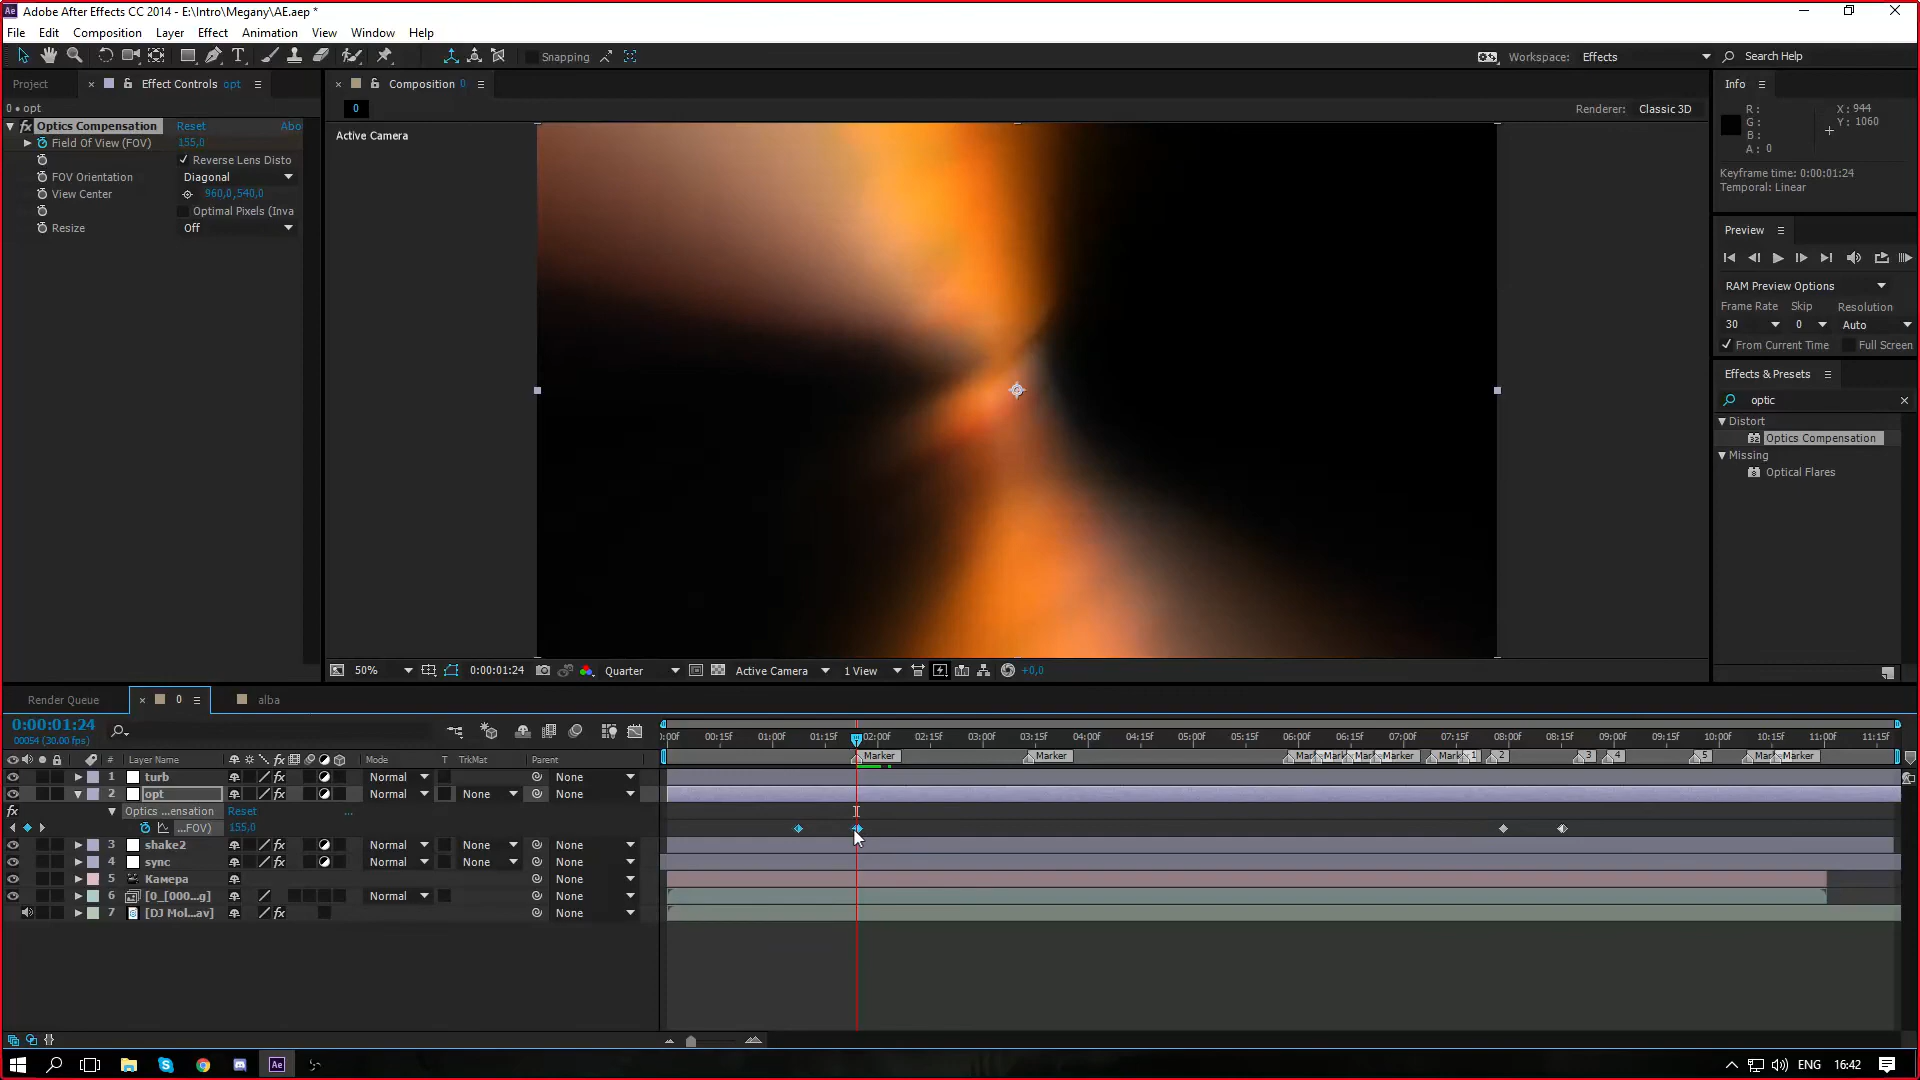 Adobe After Effects CC 2014 - E:\Intro\Megany\AE.aep *
File Edit Composition Layer Effect Animation View Window Help
Snapping
Workspace: Effects
Search Help
Project
Effect Controls opt
0 • opt
Optics Compensation Reset Abo
Field Of View (FOV) 155,0
Reverse Lens Disto
FOV Orientation Diagonal
View Center 960,0,540,0
Optimal Pixels (Inva
Resize Off
Composition 0
0
Renderer: Classic 3D
Active Camera
50% 0:00:01:24 Quarter Active Camera 1 View +0,0
Info
R: X: 944
G: Y: 1060
B:
A: 0
Keyframe time: 0:00:01:24
Temporal: Linear
Preview
RAM Preview Options
Frame Rate Skip Resolution
30 0 Auto
From Current Time Full Screen
Effects & Presets
optic
Distort
Optics Compensation
Missing
Optical Flares
Render Queue 0 alba
0:00:01:24
00054 (30.00 fps)
# Layer Name Mode T TrkMat Parent
:00f 00:15f 01:00f 01:15f 02:00f 02:15f 03:00f 03:15f 04:00f 04:15f 05:00f 05:15f 06:00f 06:15f 07:00f 07:15f 08:00f 08:15f 09:00f 09:15f 10:00f 10:15f 11:00f 11:15f
Marker Marker Mar Mark Ma Marker Mark 1 2 3 4 5 Mar Marker
1 turb Normal None
2 opt Normal None None
Optics ...ensation Reset ...
...FOV) 155,0
3 shake2 Normal None None
4 sync Normal None None
5 Камера None
6 [0_[000...g] Normal None
7 [DJ Mol...av] None
Ae ENG 16:42